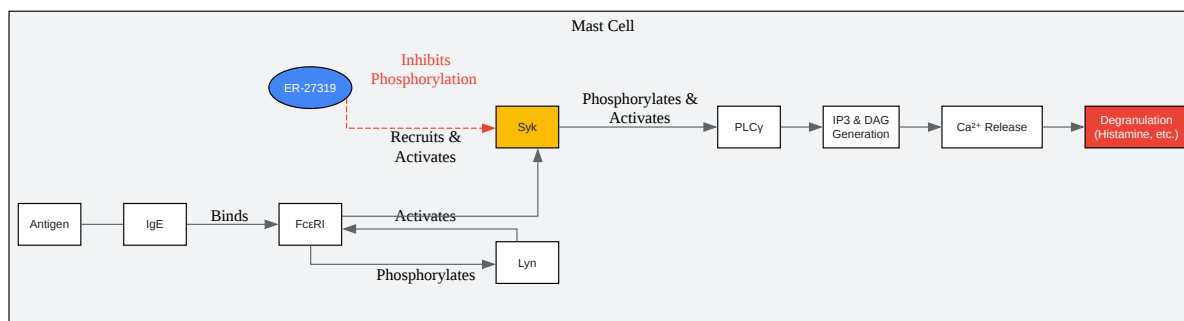 Mast Cell
Inhibits
Phosphorylation
ER-27319
Recruits &
Activates
Syk
Phosphorylates &
Activates
PLCγ
IP3 & DAG
Generation
Ca²⁺ Release
Degranulation
(Histamine, etc.)
Antigen
IgE
Binds
FcεRI
Activates
Phosphorylates
Lyn